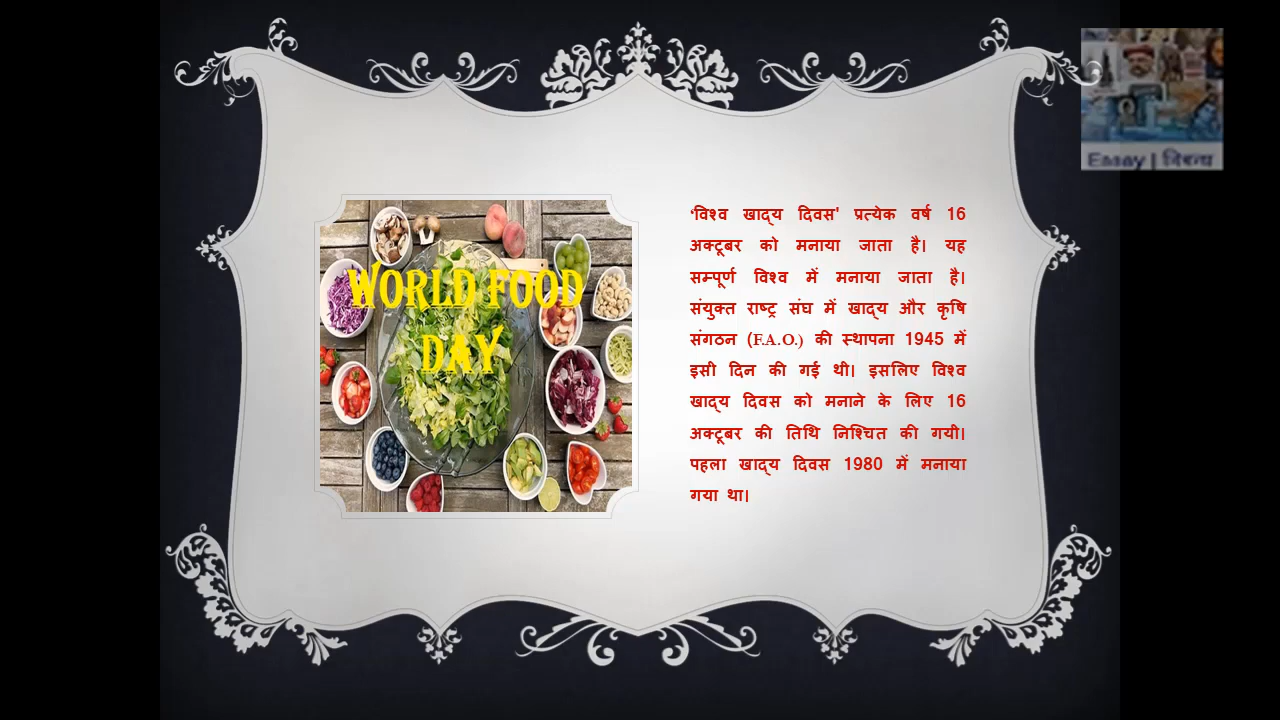 WORLD FOOD
DAY
‘विश्व खाद्य दिवस' प्रत्येक वर्ष 16
अक्टूबर को मनाया जाता है। यह
सम्पूर्ण विश्व में मनाया जाता है।
संयुक्त राष्ट्र संघ में खाद्य और कृषि
संगठन (F.A.O.) की स्थापना 1945 में
इसी दिन की गई थी। इसलिए विश्व
खाद्य दिवस को मनाने के लिए 16
अक्टूबर की तिथि निश्चित की गयी।
पहला खाद्य दिवस 1980 में मनाया
गया था।
Essay | निबन्ध